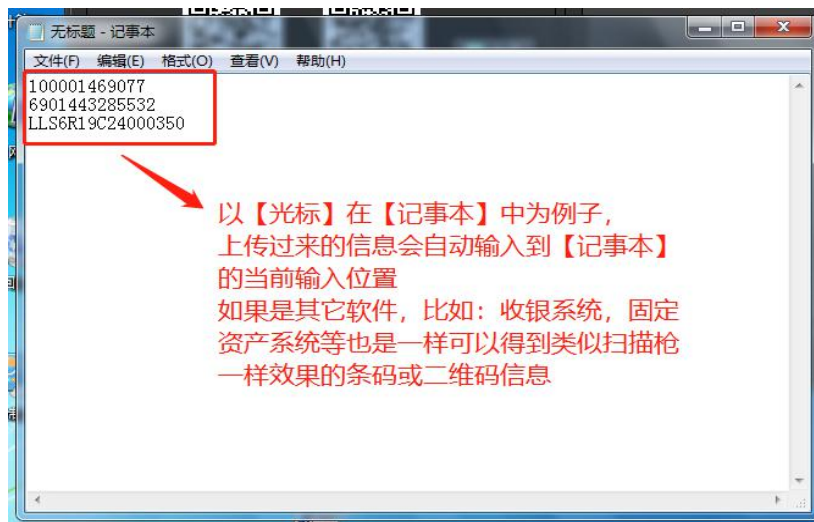 无标题 - 记事本
文件(F) 编辑(E) 格式(O) 查看(V) 帮助(H)
100001469077
6901443285532
LLS6R19C24000350
以【光标】在【记事本】中为例子，
上传过来的信息会自动输入到【记事本】
的当前输入位置
如果是其它软件，比如：收银系统，固定
资产系统等也是一样可以得到类似扫描枪
一样效果的条码或二维码信息